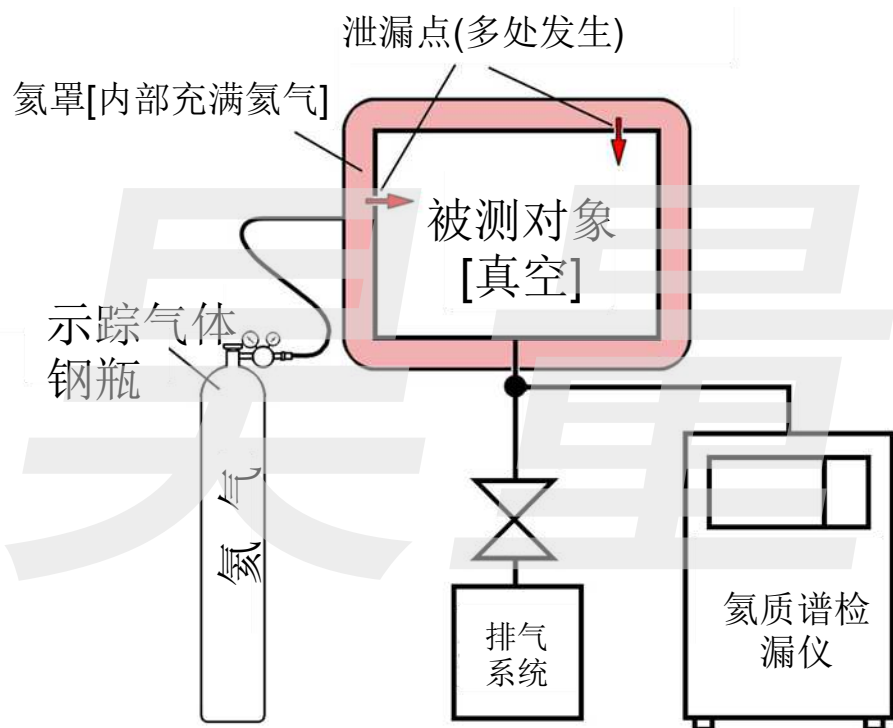 泄漏点(多处发生)
氦罩[内部充满氦气]
被测对象
[真空]
示踪气体
钢瓶
氦气
排气
系统
氦质谱检
漏仪
昊量